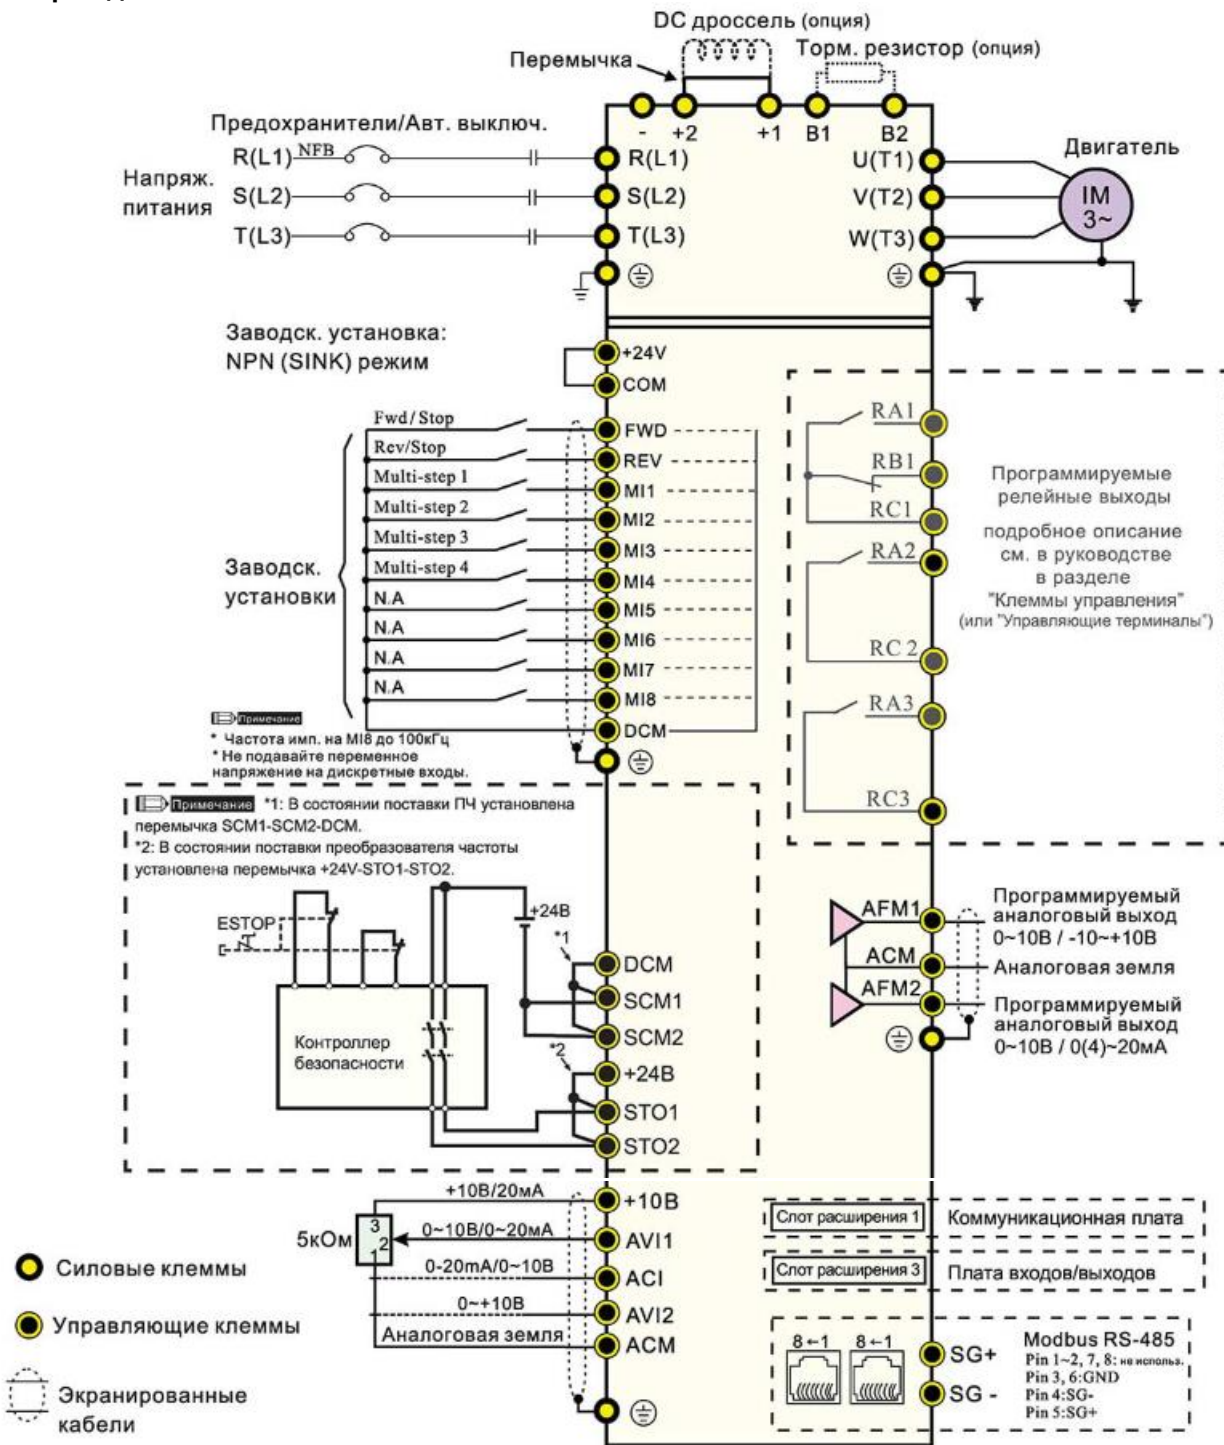 DC дроссель (опция)
Перемычка
Торм. резистор (опция)
- +2 +1 B1 B2
Предохранители/Авт. выключ.
Напряж.
питания
R(L1) NFB
S(L2)
T(L3)
R(L1)
S(L2)
T(L3)
U(T1)
V(T2)
W(T3)
Двигатель
IM
3~
Заводск. установка:
NPN (SINK) режим
+24V
COM
Заводск.
установки
Fwd/Stop
Rev/Stop
Multi-step 1
Multi-step 2
Multi-step 3
Multi-step 4
N.A
N.A
N.A
N.A
FWD
REV
MI1
MI2
MI3
MI4
MI5
MI6
MI7
MI8
DCM
Примечание
* Частота имп. на MI8 до 100кГц
* Не подавайте переменное
напряжение на дискретные входы.
RA1
RB1
RC1
RA2
RC 2
RA3
RC3
Программируемые
релейные выходы
подробное описание
см. в руководстве
в разделе
"Клеммы управления"
(или "Управляющие терминалы")
Примечание *1: В состоянии поставки ПЧ установлена
перемычка SCM1-SCM2-DCM.
*2: В состоянии поставки преобразователя частоты
установлена перемычка +24V-STO1-STO2.
ESTOP
+24В
*1
*2
Контроллер
безопасности
DCM
SCM1
SCM2
+24В
STO1
STO2
AFM1
ACM
AFM2
Программируемый
аналоговый выход
0~10В / -10~+10В
Аналоговая земля
Программируемый
аналоговый выход
0~10В / 0(4)~20мА
5кОм
3
2
1
+10В/20мА
0~10В/0~20мА
0-20mA/0~10В
0~+10В
Аналоговая земля
+10В
AVI1
ACI
AVI2
ACM
Слот расширения 1 Коммуникационная плата
Слот расширения 3 Плата входов/выходов
8←1 8←1
SG+
SG -
Modbus RS-485
Pin 1~2, 7, 8: не использ.
Pin 3, 6:GND
Pin 4:SG-
Pin 5:SG+
Силовые клеммы
Управляющие клеммы
Экранированные
кабели